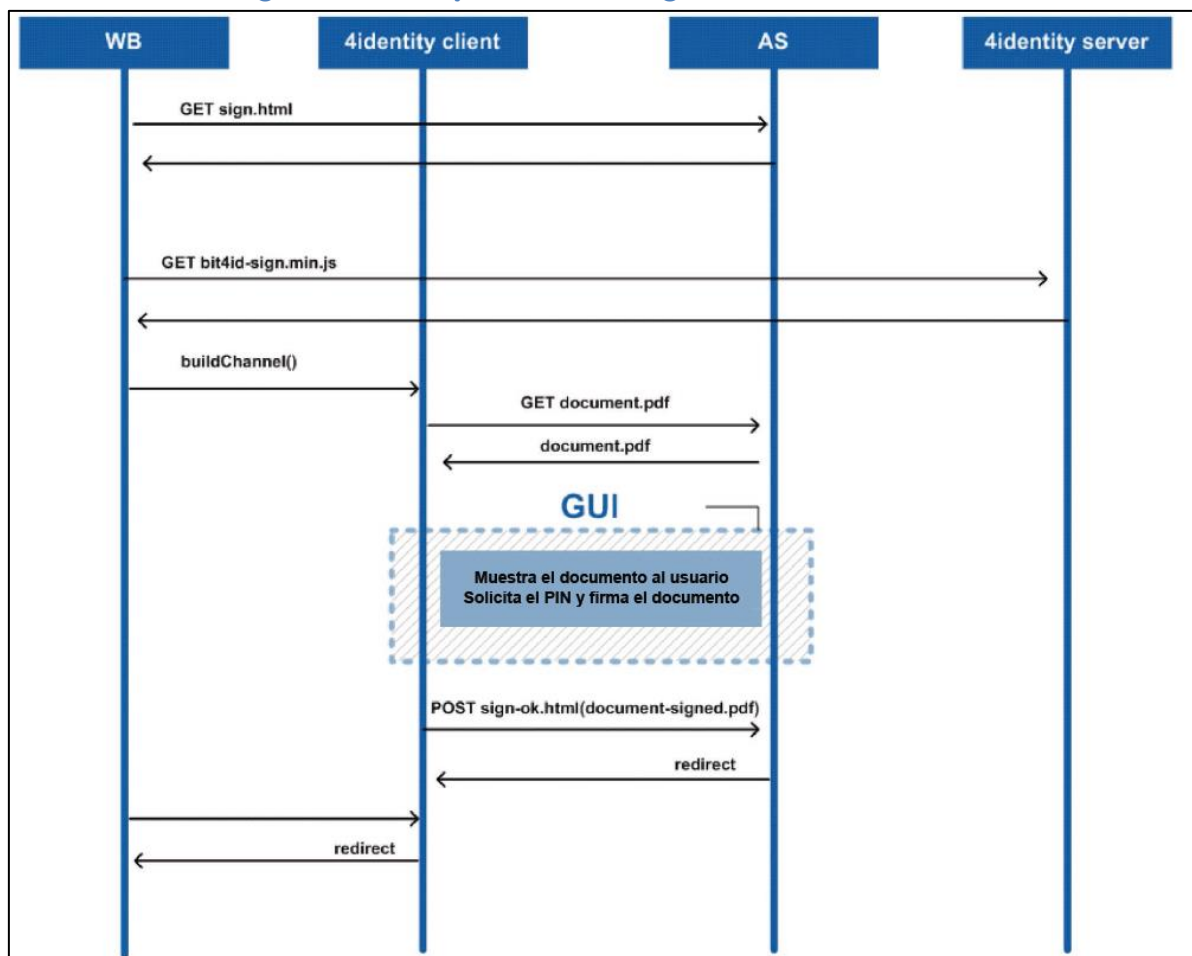 WB
4identity client
AS
4identity server
GET sign.html
GET bit4id-sign.min.js
buildChannel()
GET document.pdf
document.pdf
GUI
Muestra el documento al usuario
Solicita el PIN y firma el documento
POST sign-ok.html(document-signed.pdf)
redirect
redirect